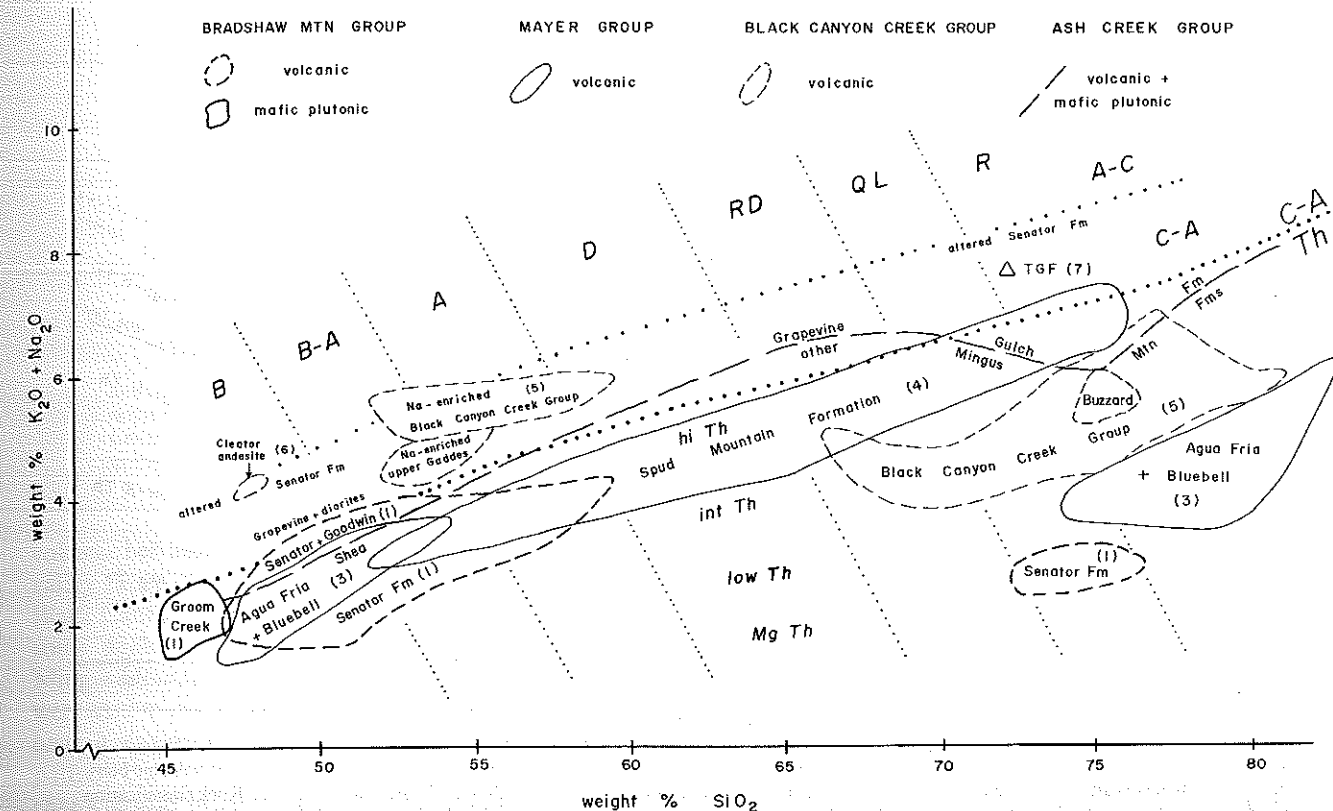 BRADSHAW MTN GROUP
volcanic
mafic plutonic
MAYER GROUP
volcanic
BLACK CANYON CREEK GROUP
volcanic
ASH CREEK GROUP
volcanic +
mafic plutonic
weight % K2O + Na2O
10
8
6
4
2
0
B
B-A
A
D
RD
QL
R
A-C
C-A
C-A
Th
altered Senator Fm
TGF (7)
Grapevine
other
Gulch
Mingus
Mtn
Fm
Fms
Na-enriched (5)
Black Canyon Creek Group
Na-enriched
upper Gaddes
Cleator
andesite (6)
altered Senator Fm
Grapevine + diorites
Senator + Goodwin (1)
Shea
Agua Fria (3)
+ Bluebell
Senator Fm (1)
Groom
Creek
(1)
hi Th
Spud Mountain Formation (4)
int Th
low Th
Mg Th
Buzzard
Black Canyon Creek Group (5)
Agua Fria
+ Bluebell
(3)
(1)
Senator Fm
45 50 55 60 65 70 75 80
weight % SiO2